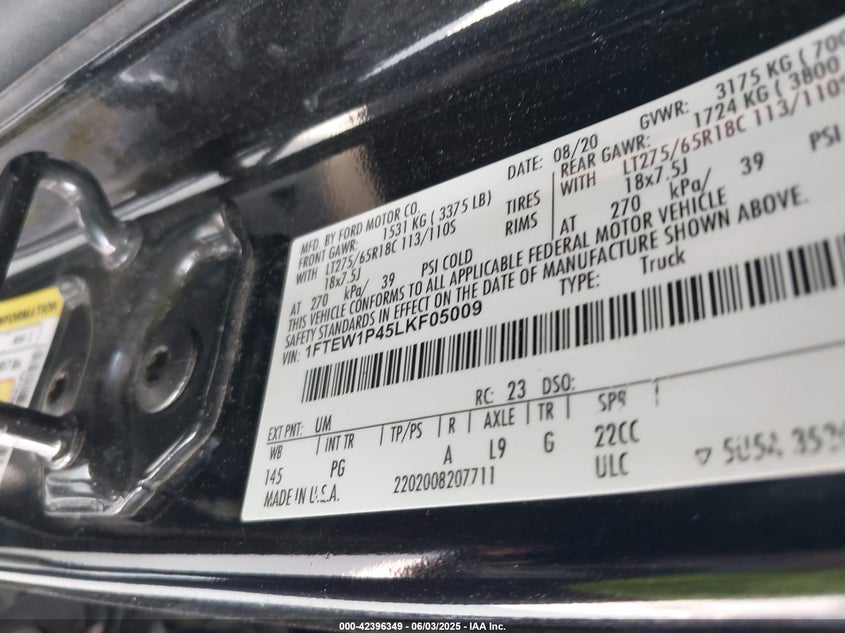 MFD. BY FORD MOTOR CO.
DATE: 08/20 GVWR: 3175 KG ( 700
FRONT GAWR: 1531 KG ( 3375 LB) REAR GAWR: 1724 KG ( 3800
WITH LT275/65R18C 113/110S TIRES WITH LT275/65R18C 113/110S
18x7.5J RIMS 18x7.5J
AT 270 kPa/ 39 PSI COLD AT 270 kPa/ 39 PSI
THIS VEHICLE CONFORMS TO ALL APPLICABLE FEDERAL MOTOR VEHICLE
SAFETY STANDARDS IN EFFECT ON THE DATE OF MANUFACTURE SHOWN ABOVE.
VIN: 1FTEW1P45LKF05009 TYPE: Truck
EXT PNT: UM RC: 23 DSO:
WB INT TR TP/PS R AXLE TR SPR
145 PG A L9 G 22CC
MADE IN U.S.A. 2202008207711 ULC
INFORMATION
000-42396349 - 06/03/2025 - IAA Inc.